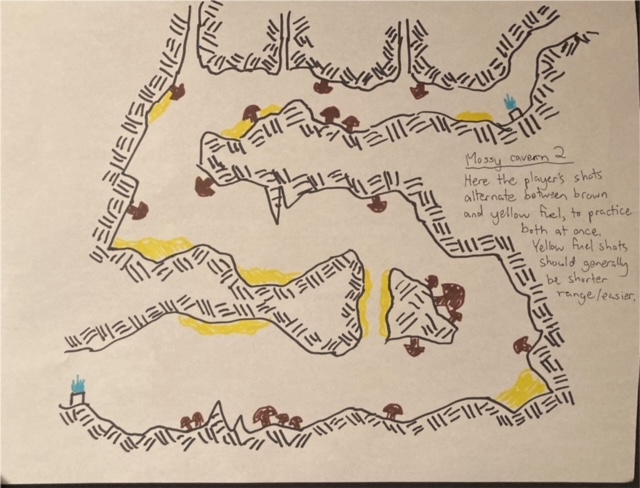 Mossy cavern 2
Here the player's shots
alternate between brown
and yellow fuel, to practice
both at once.
Yellow fuel shots
should generally
be shorter
range/easier.